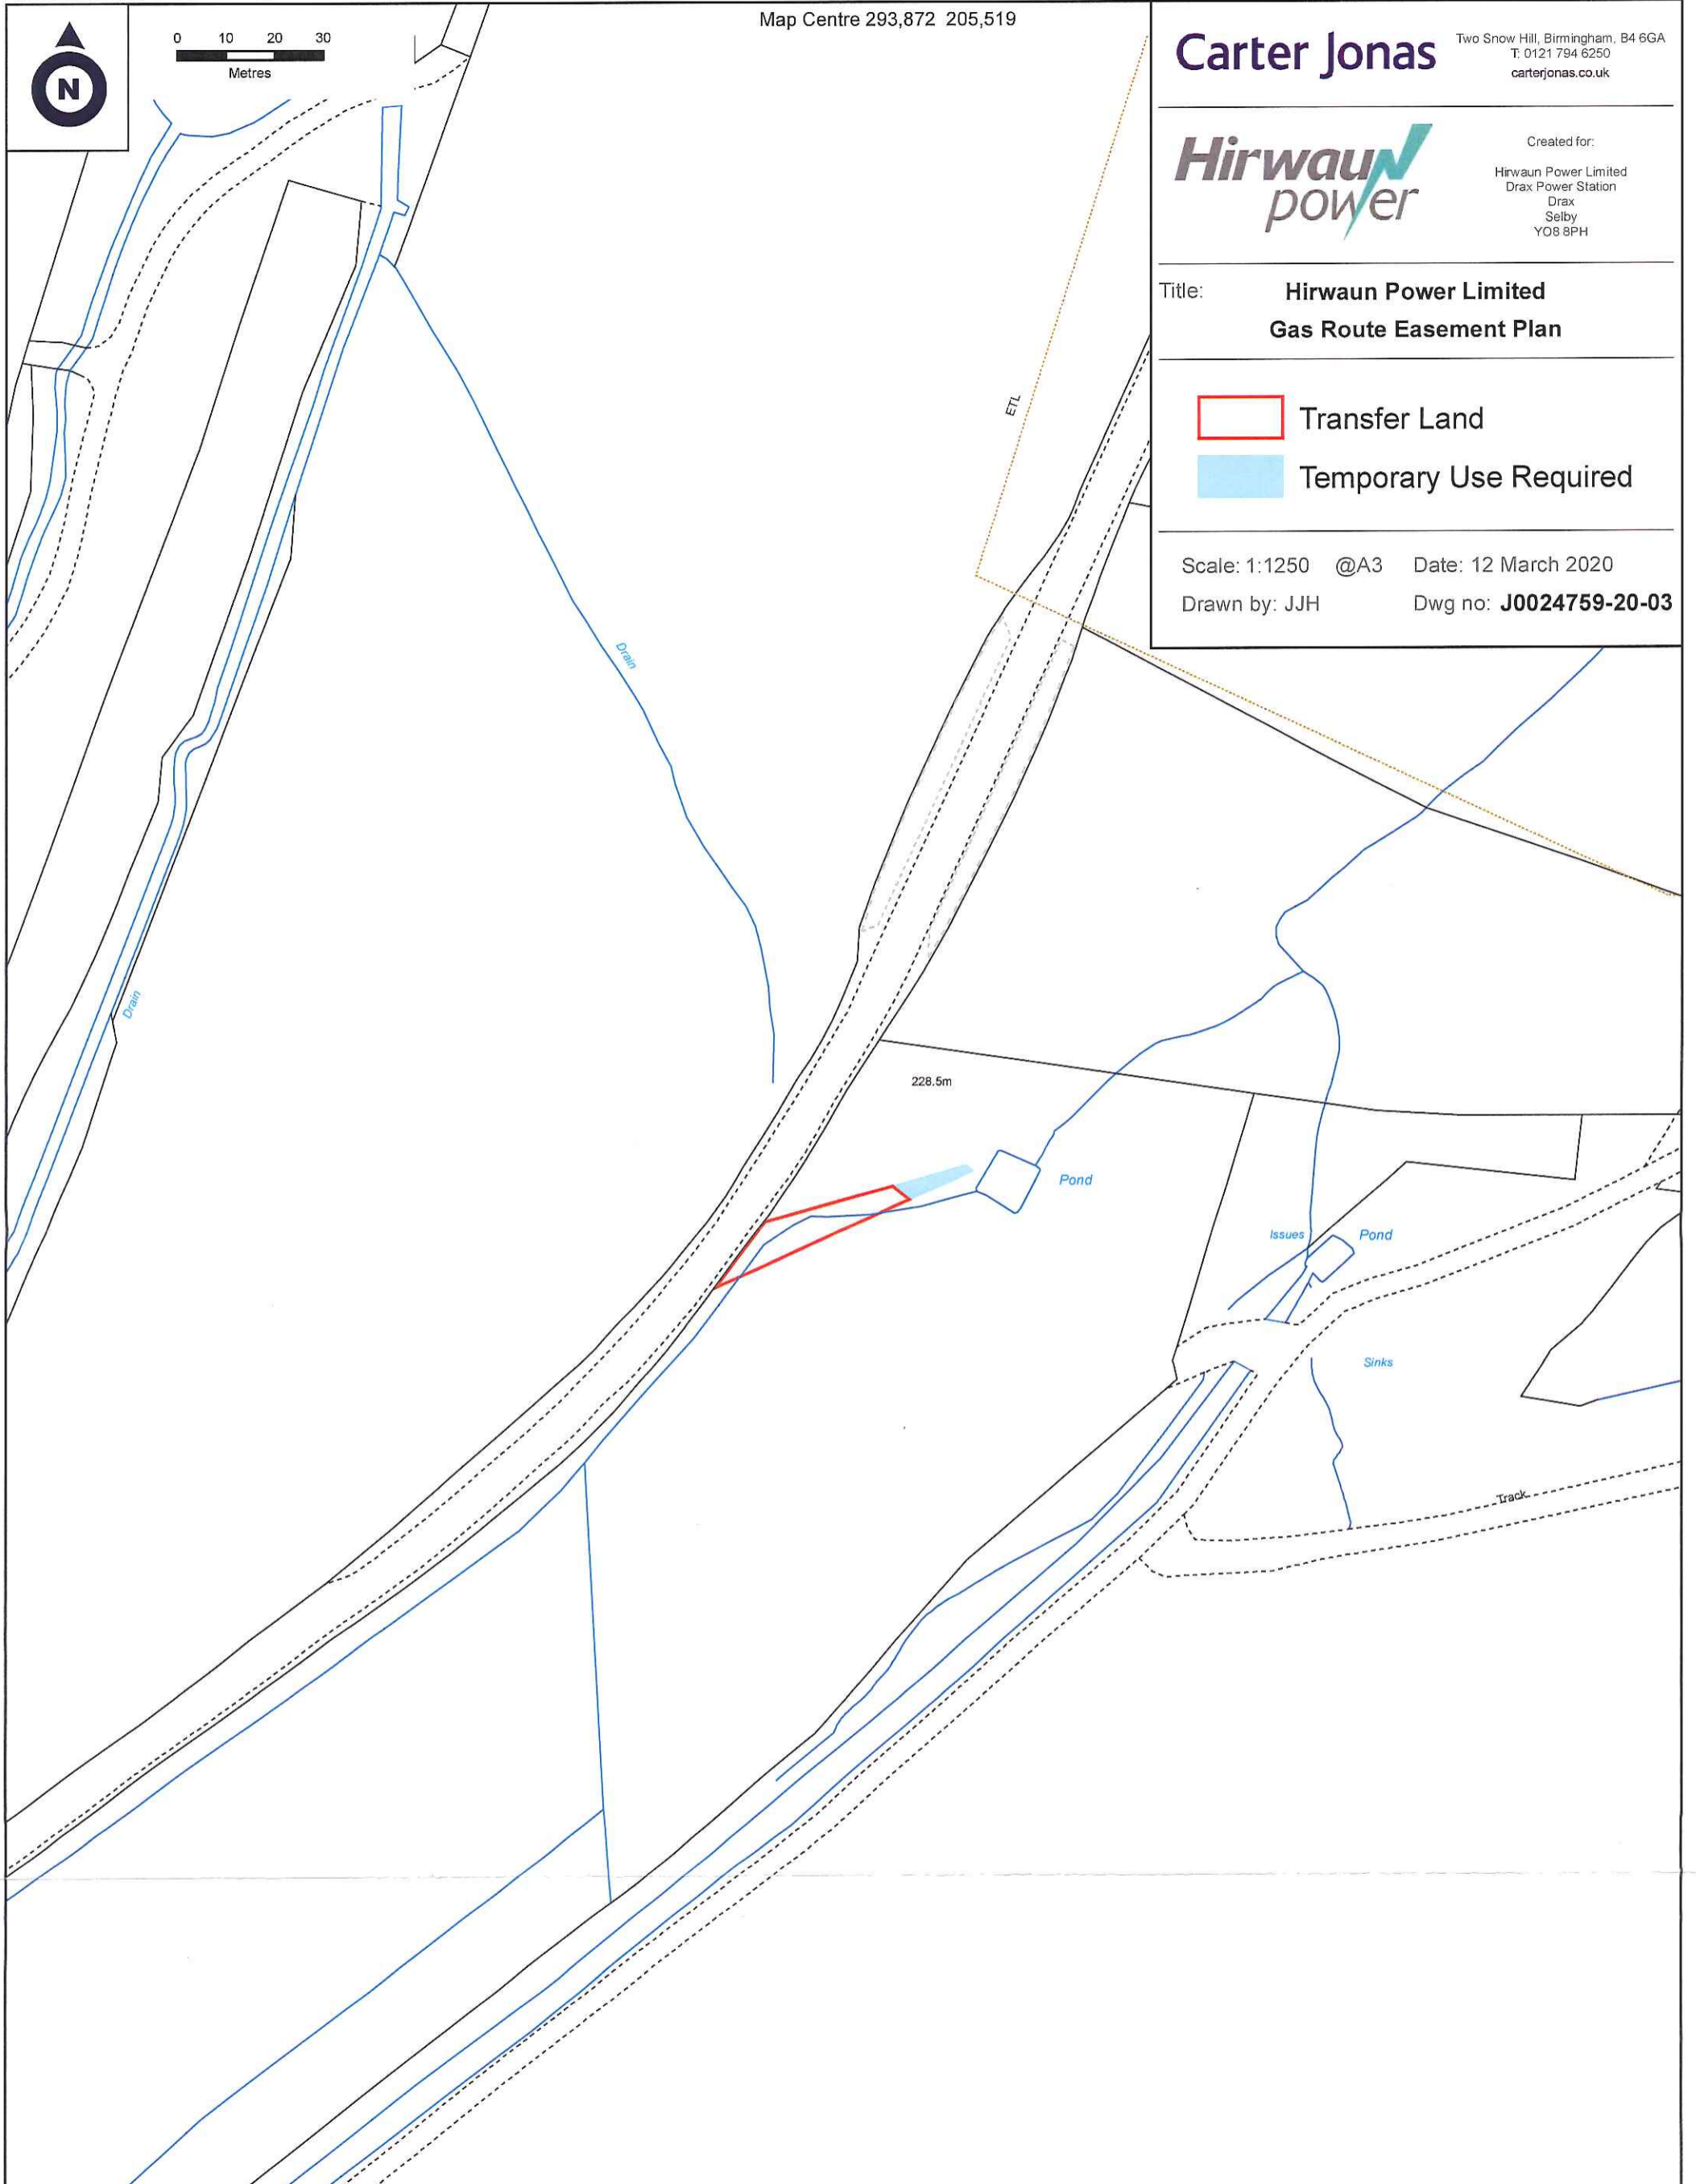 Map Centre 293,872 205,519
N
0 10 20 30
Metres
Carter Jonas
Two Snow Hill, Birmingham, B4 6GA
T: 0121 794 6250
carterjonas.co.uk
Hirwaun
power
Created for:
Hirwaun Power Limited
Drax Power Station
Drax
Selby
YO8 8PH
Title:
Hirwaun Power Limited
Gas Route Easement Plan
Transfer Land
Temporary Use Required
Scale: 1:1250 @A3 Date: 12 March 2020
Drawn by: JJH Dwg no: J0024759-20-03
ETL
Drain
Drain
228.5m
Pond
Issues
Pond
Sinks
Track